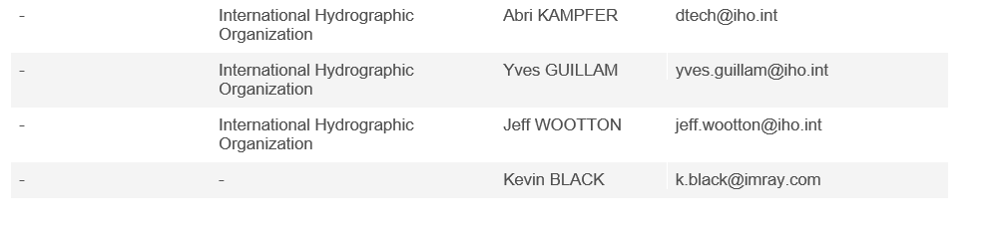 - International Hydrographic Abri KAMPFER dtech@iho.int
Organization
- International Hydrographic Yves GUILLAM yves.guillam@iho.int
Organization
- International Hydrographic Jeff WOOTTON jeff.wootton@iho.int
Organization
- - Kevin BLACK k.black@imray.com